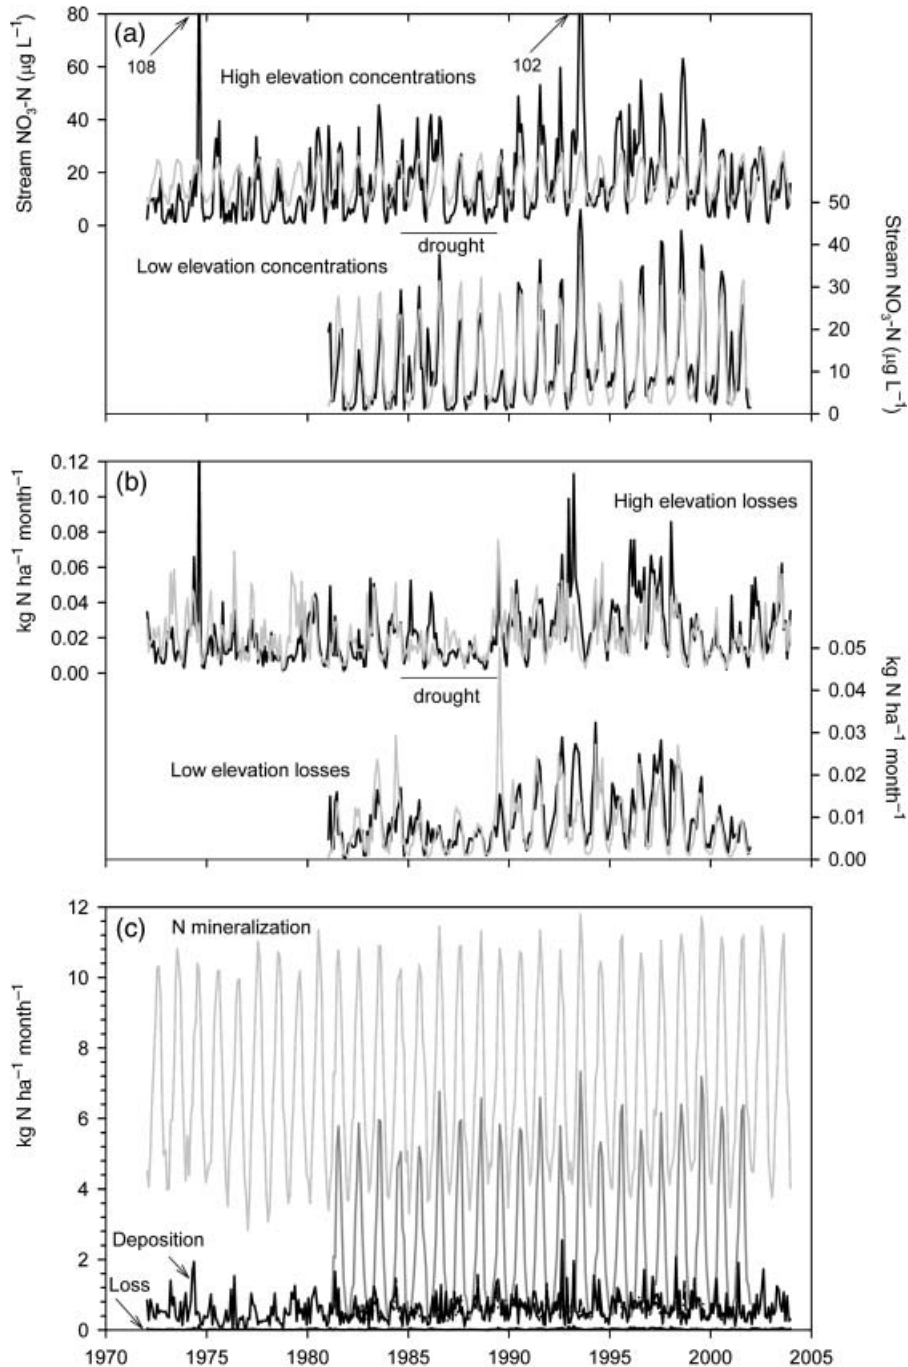 80
(a)
60
40
20
0
Stream NO₃-N (μg L⁻¹)
108
102
High elevation concentrations
drought
Low elevation concentrations
50
40
30
20
10
0
Stream NO₃-N (μg L⁻¹)
0.12
(b)
0.10
0.08
0.06
0.04
0.02
0.00
kg N ha⁻¹ month⁻¹
High elevation losses
drought
Low elevation losses
0.05
0.04
0.03
0.02
0.01
0.00
kg N ha⁻¹ month⁻¹
12
(c)
N mineralization
10
8
6
4
2
0
kg N ha⁻¹ month⁻¹
Deposition
Loss
1970 1975 1980 1985 1990 1995 2000 2005